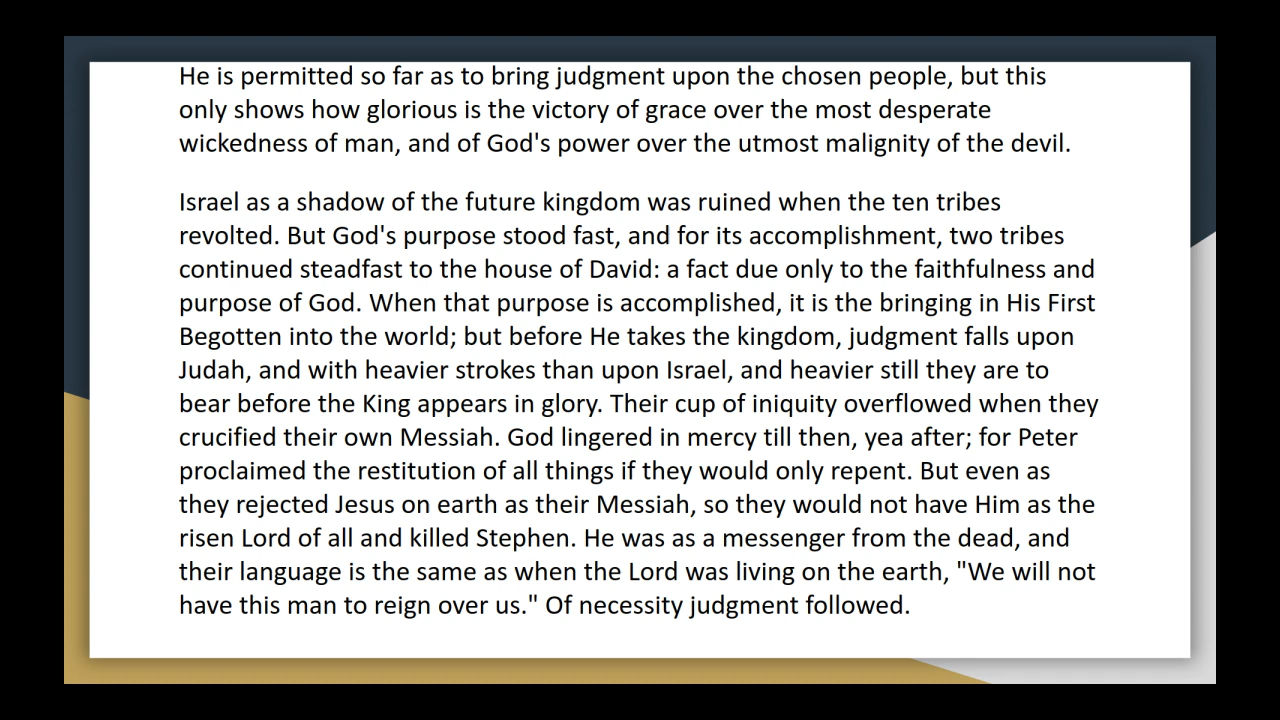 He is permitted so far as to bring judgment upon the chosen people, but this
only shows how glorious is the victory of grace over the most desperate
wickedness of man, and of God's power over the utmost malignity of the devil.
Israel as a shadow of the future kingdom was ruined when the ten tribes
revolted. But God's purpose stood fast, and for its accomplishment, two tribes
continued steadfast to the house of David: a fact due only to the faithfulness and
purpose of God. When that purpose is accomplished, it is the bringing in His First
Begotten into the world; but before He takes the kingdom, judgment falls upon
Judah, and with heavier strokes than upon Israel, and heavier still they are to
bear before the King appears in glory. Their cup of iniquity overflowed when they
crucified their own Messiah. God lingered in mercy till then, yea after; for Peter
proclaimed the restitution of all things if they would only repent. But even as
they rejected Jesus on earth as their Messiah, so they would not have Him as the
risen Lord of all and killed Stephen. He was as a messenger from the dead, and
their language is the same as when the Lord was living on the earth, "We will not
have this man to reign over us." Of necessity judgment followed.